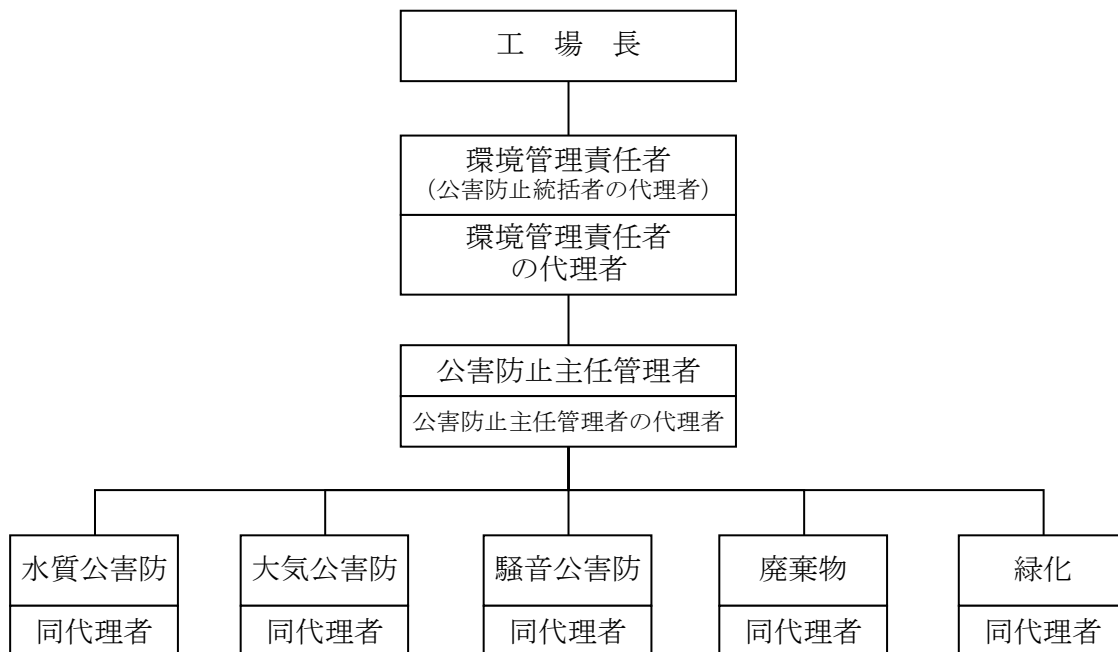 工　場　長
環境管理責任者
（公害防止統括者の代理者）
環境管理責任者
の代理者
公害防止主任管理者
公害防止主任管理者の代理者
水質公害防
大気公害防
騒音公害防
廃棄物
緑化
同代理者
同代理者
同代理者
同代理者
同代理者